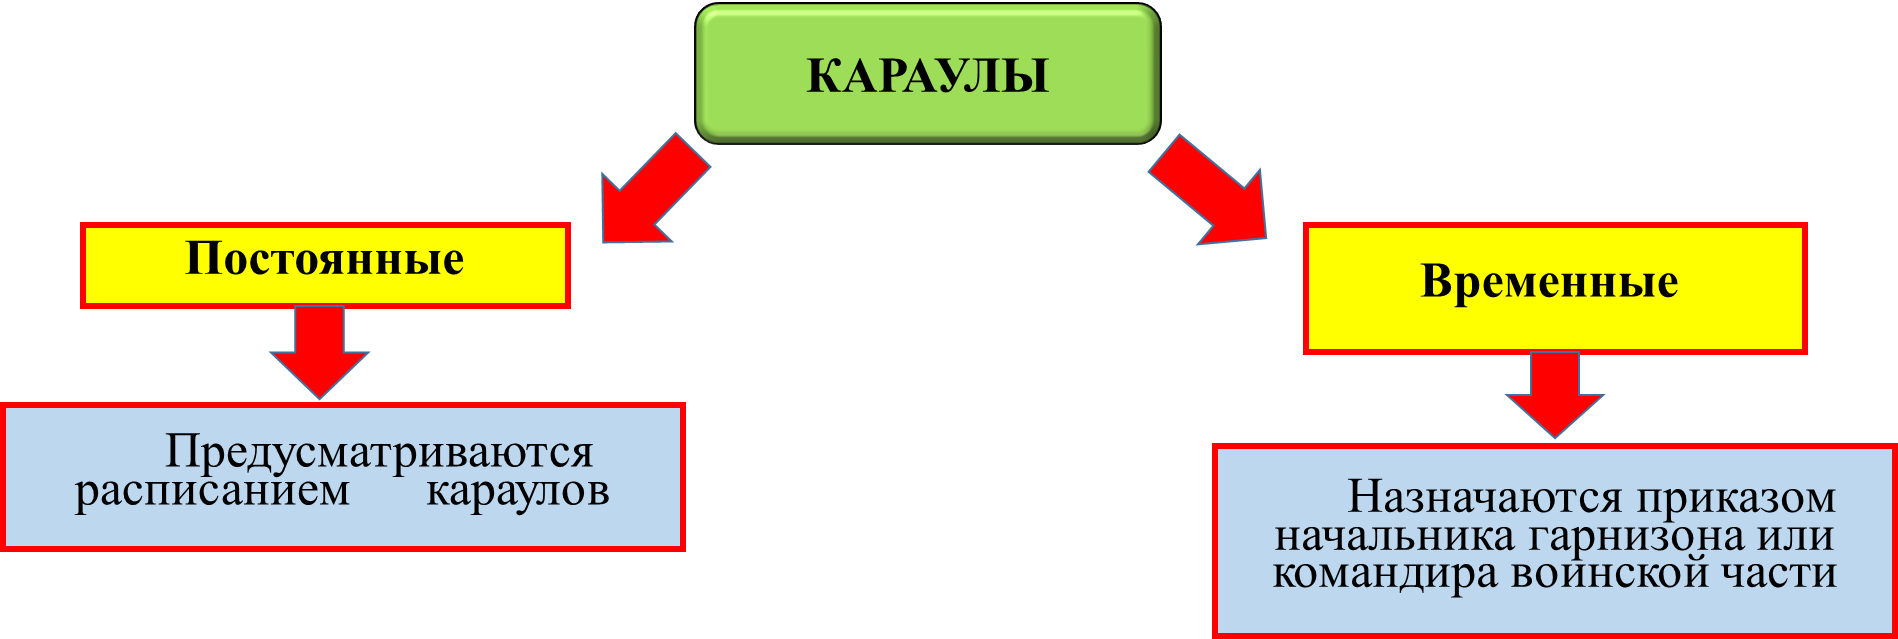 КАРАУЛЫ
Постоянные
Временные
Предусматриваются
расписанием караулов
Назначаются приказом
начальника гарнизона или
командира воинской части